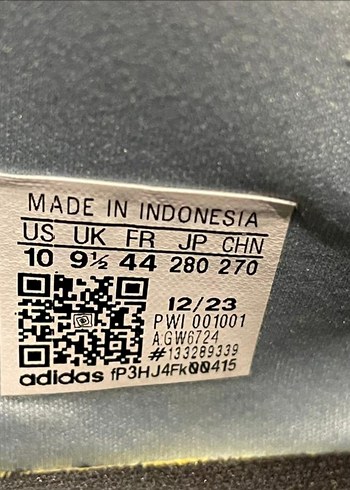 MADE IN INDONESIA
US UK FR JP CHN
10 9½ 44 280 270
12/23
PWI 001001
A:GW6724
#133289339
adidas fP3HJ4Fk00415